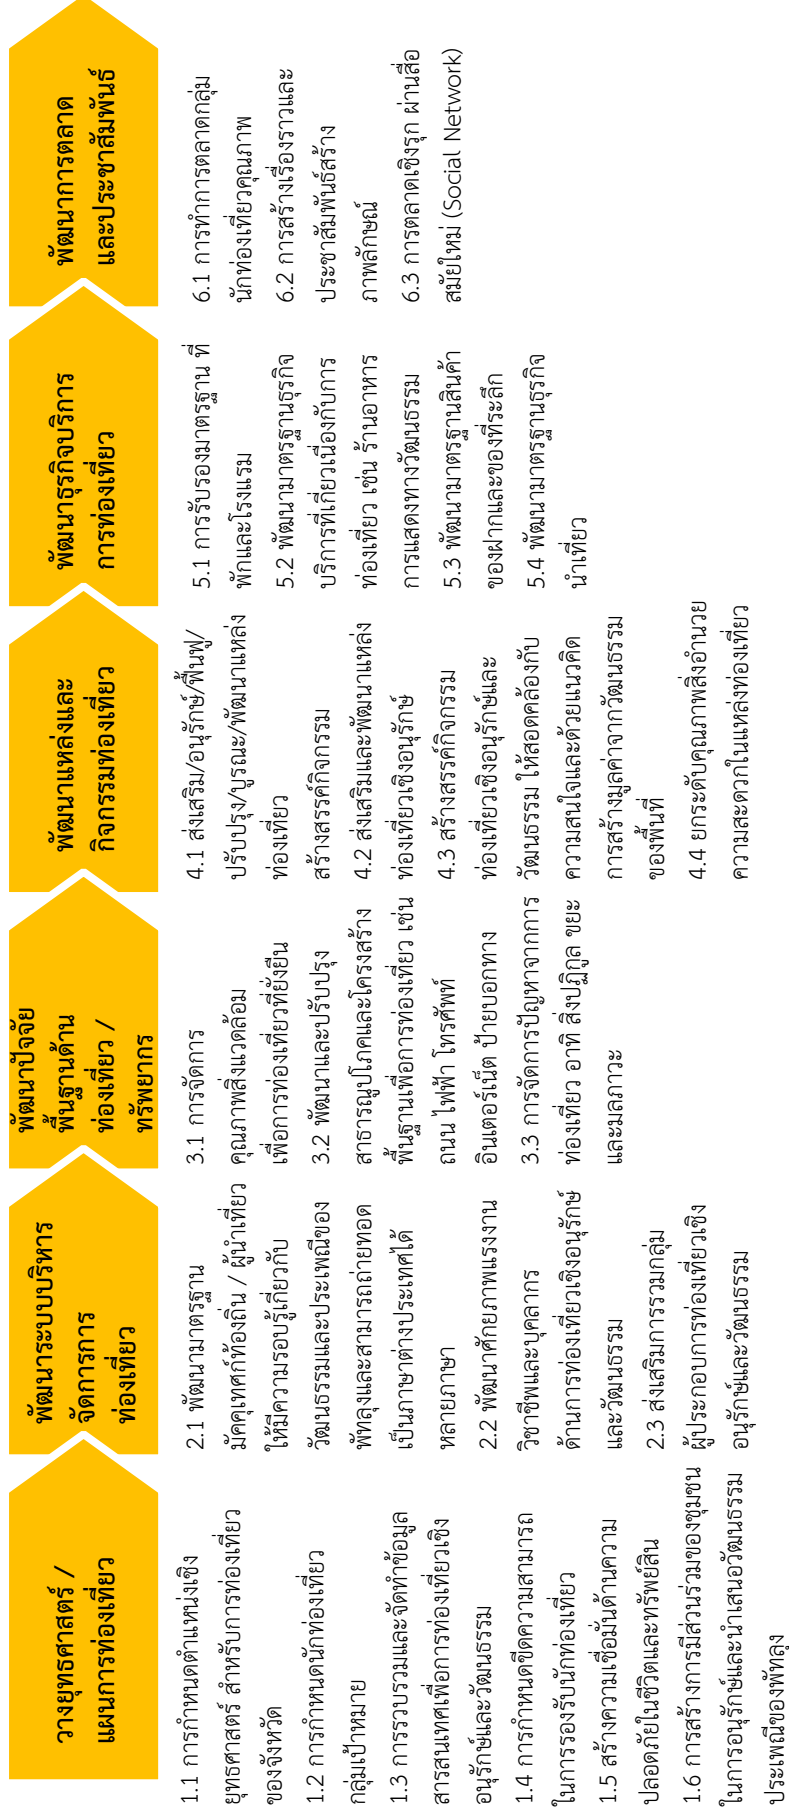 วางยุทธศาสตร์ /
แผนการท่องเที่ยว
1.1 การกำหนดตำแหน่งเชิง
ยุทธศาสตร์ สำหรับการท่องเที่ยว
ของจังหวัด
1.2 การกำหนดนักท่องเที่ยว
กลุ่มเป้าหมาย
1.3 การรวบรวมและจัดทำข้อมูล
สารสนเทศเพื่อการท่องเที่ยวเชิง
อนุรักษ์และวัฒนธรรม
1.4 การกำหนดขีดความสามารถ
ในการรองรับนักท่องเที่ยว
1.5 สร้างความเชื่อมั่นด้านความ
ปลอดภัยในชีวิตและทรัพย์สิน
1.6 การสร้างการมีส่วนร่วมของชุมชน
ในการอนุรักษ์และนำเสนอวัฒนธรรม
ประเพณีของพัทลุง
พัฒนาระบบบริหาร
จัดการการ
ท่องเที่ยว
2.1 พัฒนามาตรฐาน
มัคคุเทศก์ท้องถิ่น / ผู้นำเที่ยว
ให้มีความรอบรู้เกี่ยวกับ
วัฒนธรรมและประเพณีของ
พัทลุงและสามารถถ่ายทอด
เป็นภาษาต่างประเทศได้
หลายภาษา
2.2 พัฒนาศักยภาพแรงงาน
วิชาชีพและบุคลากร
ด้านการท่องเที่ยวเชิงอนุรักษ์
และวัฒนธรรม
2.3 ส่งเสริมการรวมกลุ่ม
ผู้ประกอบการท่องเที่ยวเชิง
อนุรักษ์และวัฒนธรรม
พัฒนาปัจจัย
พื้นฐานด้าน
ท่องเที่ยว /
ทรัพยากร
3.1 การจัดการ
คุณภาพสิ่งแวดล้อม
เพื่อการท่องเที่ยวที่ยั่งยืน
3.2 พัฒนาและปรับปรุง
สาธารณูปโภคและโครงสร้าง
พื้นฐานเพื่อการท่องเที่ยว เช่น
ถนน ไฟฟ้า โทรศัพท์
อินเตอร์เน็ต ป้ายบอกทาง
3.3 การจัดการปัญหาจากการ
ท่องเที่ยว อาทิ สิ่งปฏิกูล ขยะ
และมลภาวะ
พัฒนาแหล่งและ
กิจกรรมท่องเที่ยว
4.1 ส่งเสริม/อนุรักษ์/ฟื้นฟู/
ปรับปรุง/บูรณะ/พัฒนาแหล่ง
ท่องเที่ยว
สร้างสรรค์กิจกรรม
4.2 ส่งเสริมและพัฒนาแหล่ง
ท่องเที่ยวเชิงอนุรักษ์
4.3 สร้างสรรค์กิจกรรม
ท่องเที่ยวเชิงอนุรักษ์และ
วัฒนธรรม ให้สอดคล้องกับ
ความสนใจและด้วยแนวคิด
การสร้างมูลค่าจากวัฒนธรรม
ของพื้นที่
4.4 ยกระดับคุณภาพสิ่งอำนวย
ความสะดวกในแหล่งท่องเที่ยว
พัฒนาธุรกิจบริการ
การท่องเที่ยว
5.1 การรับรองมาตรฐาน ที่
พักและโรงแรม
5.2 พัฒนามาตรฐานธุรกิจ
บริการที่เกี่ยวเนื่องกับการ
ท่องเที่ยว เช่น ร้านอาหาร
การแสดงทางวัฒนธรรม
5.3 พัฒนามาตรฐานสินค้า
ของฝากและของที่ระลึก
5.4 พัฒนามาตรฐานธุรกิจ
นำเที่ยว
พัฒนาการตลาด
และประชาสัมพันธ์
6.1 การทำการตลาดกลุ่ม
นักท่องเที่ยวคุณภาพ
6.2 การสร้างเรื่องราวและ
ประชาสัมพันธ์สร้าง
ภาพลักษณ์
6.3 การตลาดเชิงรุก ผ่านสื่อ
สมัยใหม่ (Social Network)